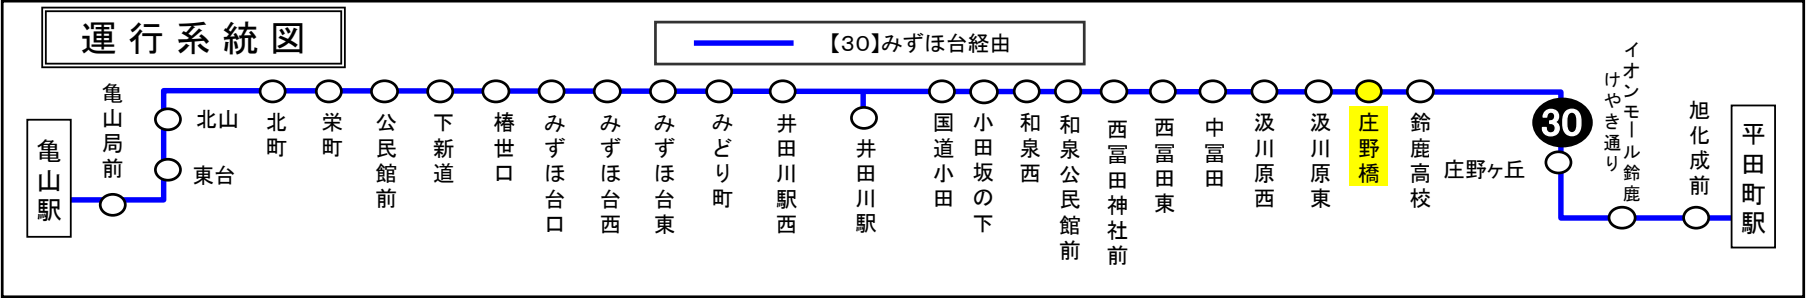 運行系統図
【30】みずほ台経由
亀山駅
亀山局前
東台
北山
北町
栄町
公民館前
下新道
椿世口
みずほ台口
みずほ台西
みずほ台東
みどり町
井田川駅西
井田川駅
国道小田
小田坂の下
和泉西
和泉公民館前
西冨田神社前
西冨田東
中冨田
汲川原西
汲川原東
庄野橋
鈴鹿高校
30
庄野ヶ丘
イオンモール鈴鹿
けやき通り
旭化成前
平田町駅